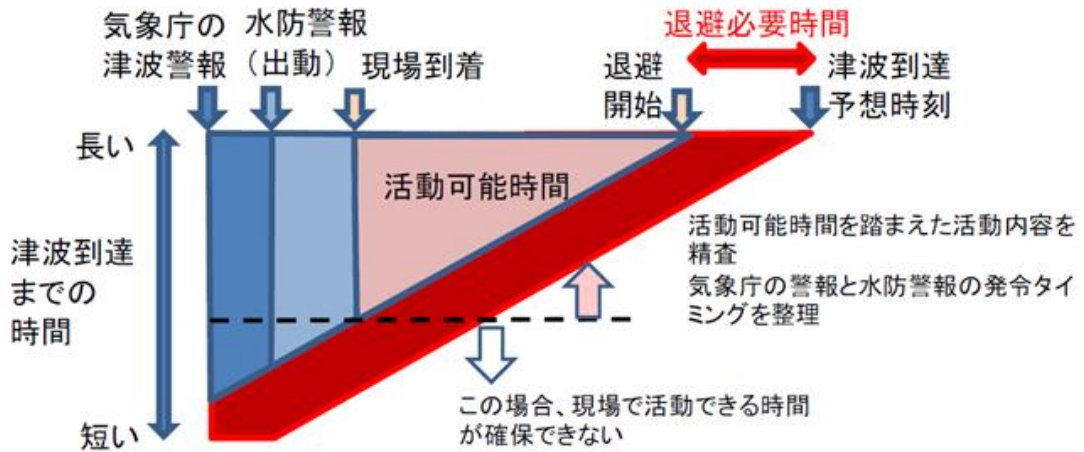 気象庁の
津波警報
水防警報
（出動）
現場到着
退避
開始
退避必要時間
津波到達
予想時刻
長い
活動可能時間
津波到達
までの
時間
活動可能時間を踏まえた活動内容を
精査
気象庁の警報と水防警報の発令タイ
ミングを整理
この場合、現場で活動できる時間
が確保できない
短い